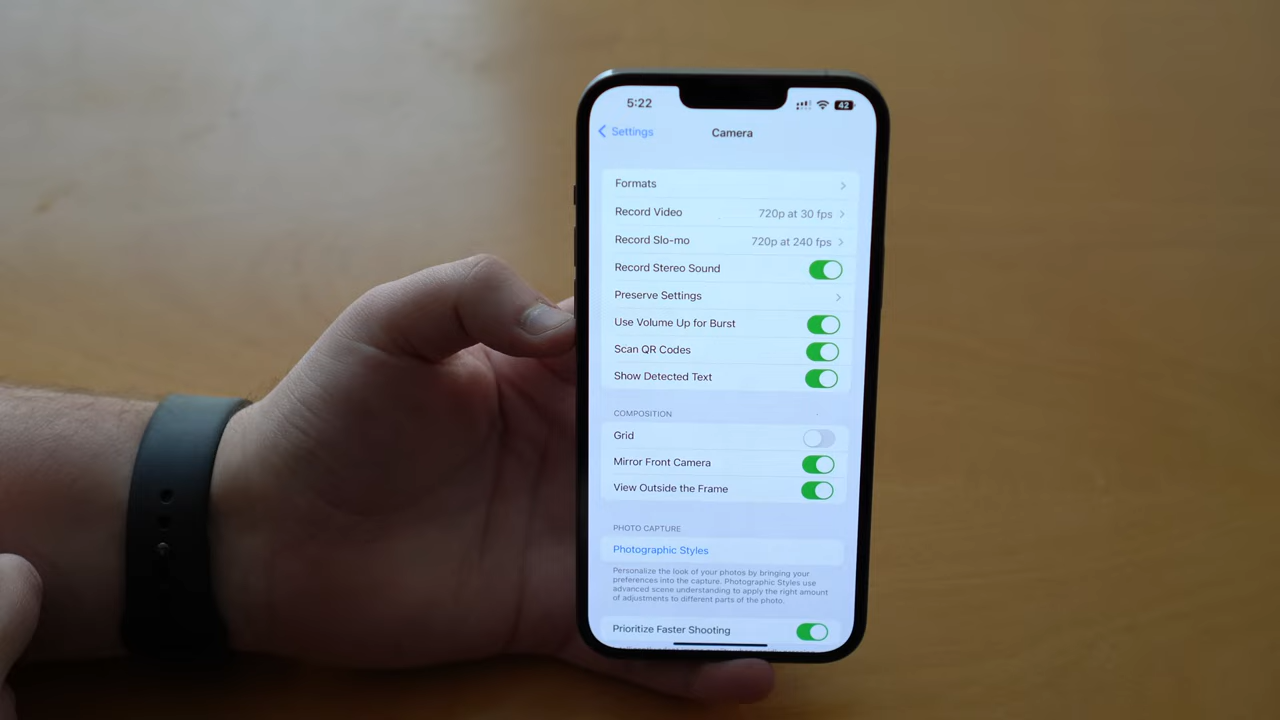 5:22
42
Settings
Camera
Formats
Record Video 720p at 30 fps
Record Slo-mo 720p at 240 fps
Record Stereo Sound
Preserve Settings
Use Volume Up for Burst
Scan QR Codes
Show Detected Text
COMPOSITION
Grid
Mirror Front Camera
View Outside the Frame
PHOTO CAPTURE
Photographic Styles
Personalize the look of your photos by bringing your
preferences into the capture. Photographic Styles use
advanced scene understanding to apply the right amount
of adjustments to different parts of the photo.
Prioritize Faster Shooting